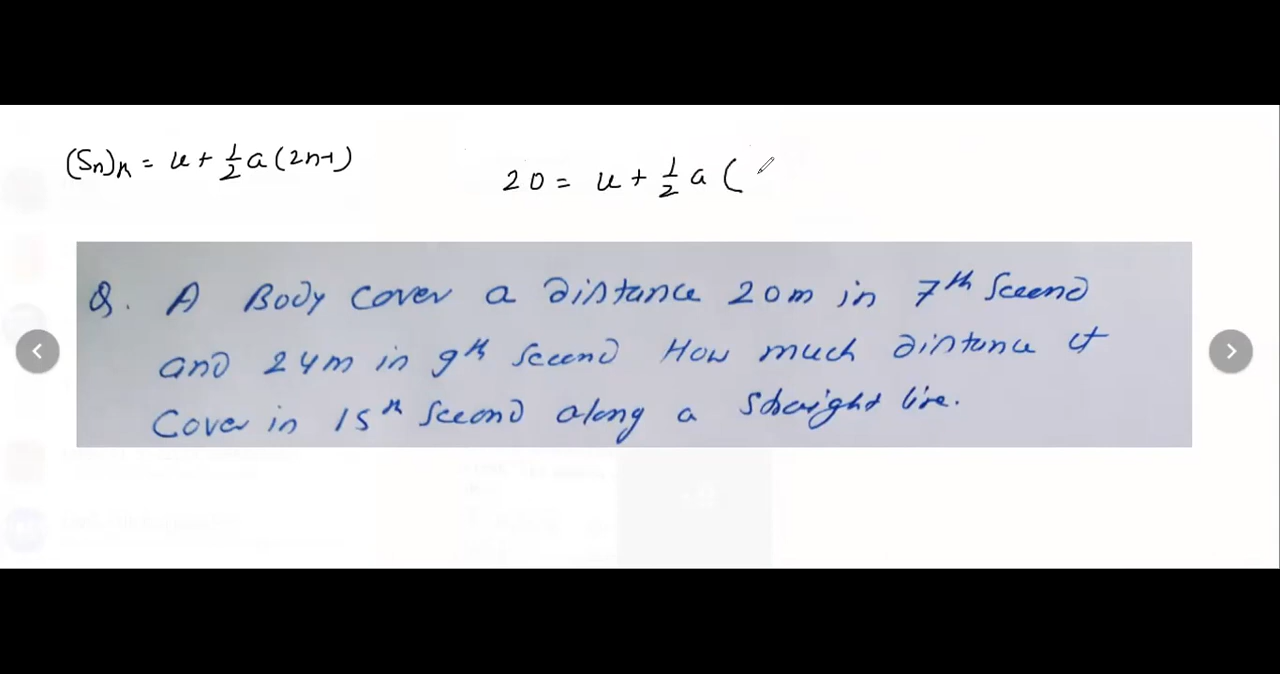 (Sn)n = u + 1/2 a (2n-1)
20 = u + 1/2 a (
Q. A Body cover a distance 20m in 7th Second
and 24m in 9th second How much distance it
Cover in 15th Second along a straight line.